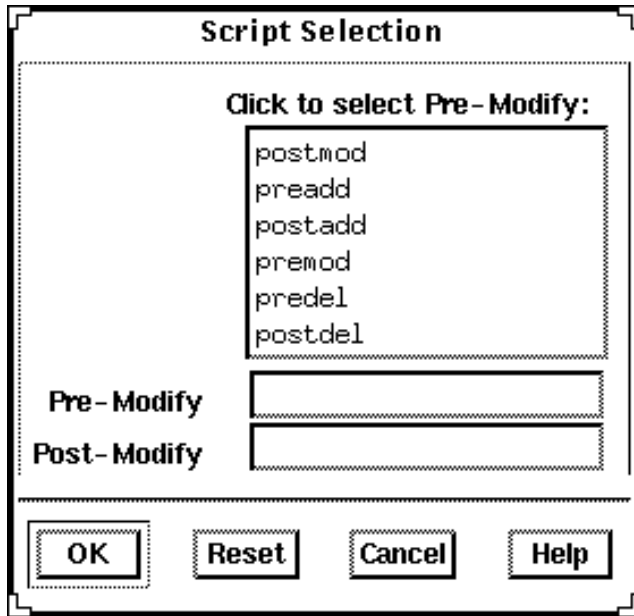 Script Selection
Click to select Pre-Modify:
postmod
preadd
postadd
premod
predel
postdel
Pre-Modify
Post-Modify
OK Reset Cancel Help